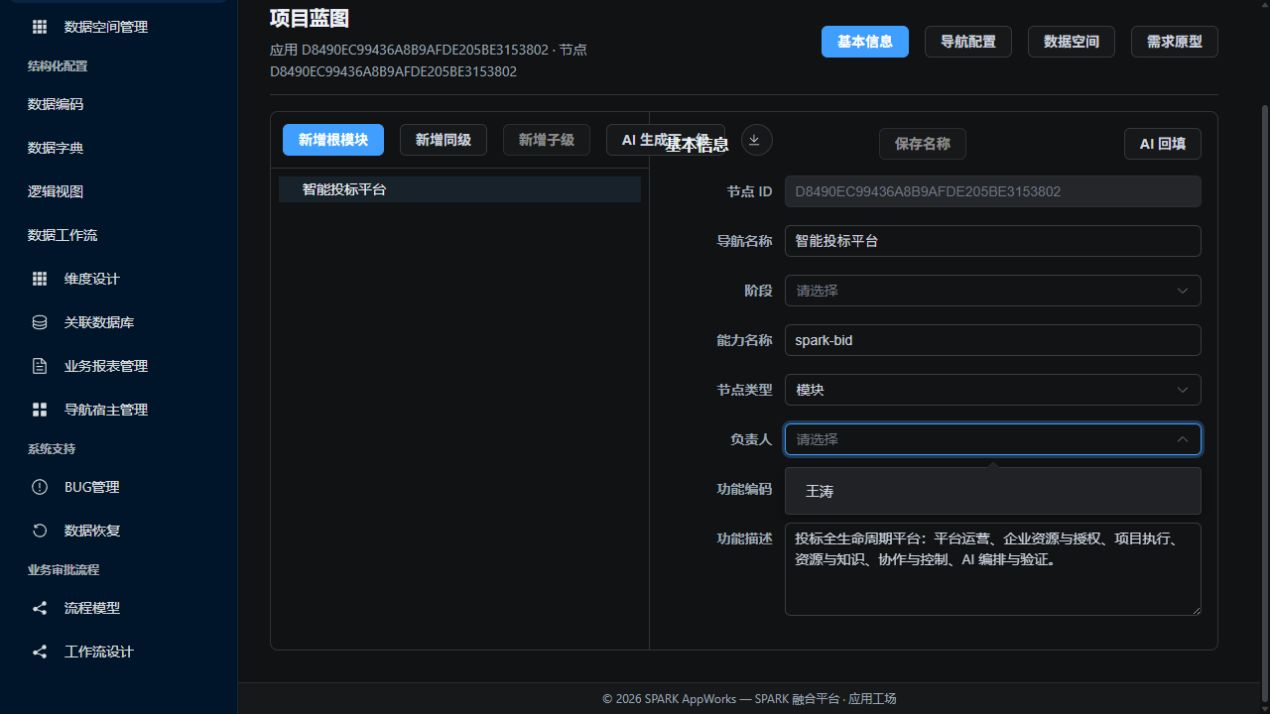 数据空间管理
结构化配置
数据编码
数据字典
逻辑视图
数据工作流
维度设计
关联数据库
业务报表管理
导航宿主管理
系统支持
BUG管理
数据恢复
业务审批流程
流程模型
工作流设计
项目蓝图
应用 D8490EC99436A8B9AFDE205BE3153802 · 节点
D8490EC99436A8B9AFDE205BE3153802
基本信息
导航配置
数据空间
需求原型
新增根模块
新增同级
新增子级
AI 生成下一级
智能投标平台
基本信息
保存名称
AI 回填
节点 ID
D8490EC99436A8B9AFDE205BE3153802
导航名称
智能投标平台
阶段
请选择
能力名称
spark-bid
节点类型
模块
负责人
请选择
王涛
功能编码
功能描述
投标全生命周期平台：平台运营、企业资源与授权、项目执行、
资源与知识、协作与控制、AI 编排与验证。
© 2026 SPARK AppWorks — SPARK 融合平台 · 应用工场